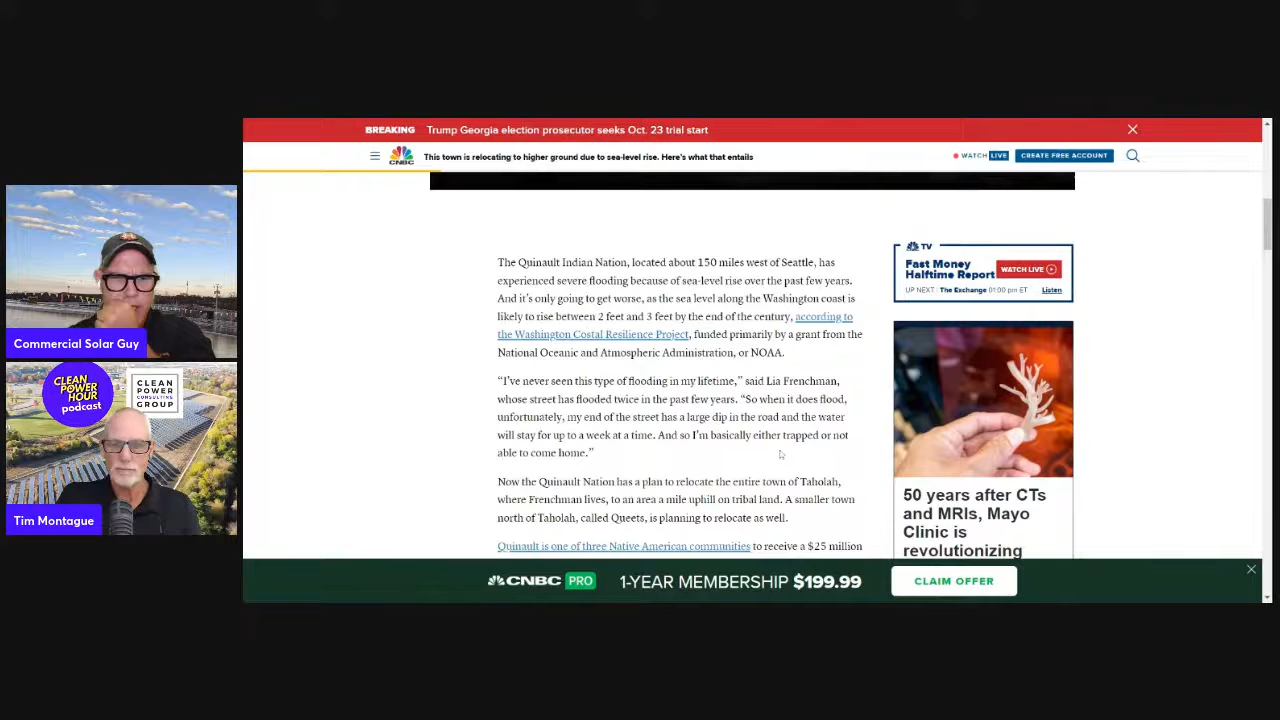 BREAKING Trump Georgia election prosecutor seeks Oct. 23 trial start
CNBC This town is relocating to higher ground due to sea-level rise. Here's what that entails WATCH LIVE CREATE FREE ACCOUNT
The Quinault Indian Nation, located about 150 miles west of Seattle, has
experienced severe flooding because of sea-level rise over the past few years.
And it's only going to get worse, as the sea level along the Washington coast is
likely to rise between 2 feet and 3 feet by the end of the century, according to
the Washington Costal Resilience Project, funded primarily by a grant from the
National Oceanic and Atmospheric Administration, or NOAA.
“I've never seen this type of flooding in my lifetime,” said Lia Frenchman,
whose street has flooded twice in the past few years. “So when it does flood,
unfortunately, my end of the street has a large dip in the road and the water
will stay for up to a week at a time. And so I'm basically either trapped or not
able to come home.”
Now the Quinault Nation has a plan to relocate the entire town of Taholah,
where Frenchman lives, to an area a mile uphill on tribal land. A smaller town
north of Taholah, called Queets, is planning to relocate as well.
Quinault is one of three Native American communities to receive a $25 million
TV
Fast Money
Halftime Report WATCH LIVE
UP NEXT | The Exchange 01:00 pm ET Listen
50 years after CTs
and MRIs, Mayo
Clinic is
revolutionizing
CNBC PRO 1-YEAR MEMBERSHIP $199.99 CLAIM OFFER
Commercial Solar Guy
CLEAN
POWER
HOUR
podcast
CLEAN
POWER
CONSULTING
GROUP
Tim Montague